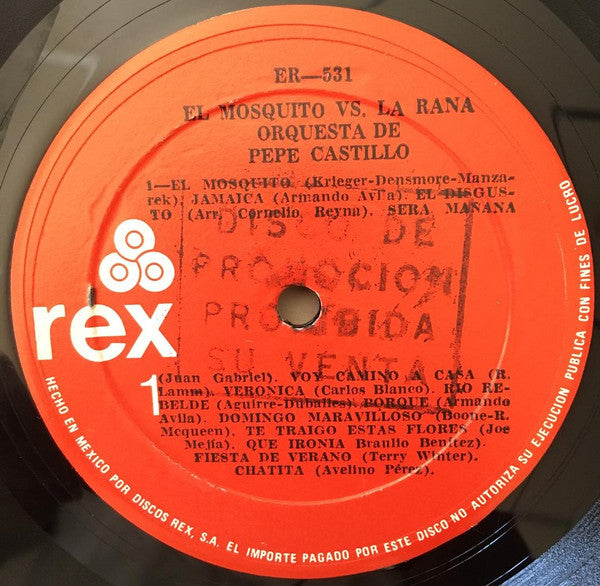 ER—531
EL MOSQUITO VS. LA RANA
ORQUESTA DE
PEPE CASTILLO
1—EL MOSQUITO (Krieger-Densmore-Manza-
rek). JAMAICA (Armando Avila). EL DISGUS-
TO (Arr. Cornelio Reyna). SERA MAÑANA
DISCO DE
PROMOCION
PROHIBIDA
SU VENTA
rex
1
(Juan Gabriel). VOY CAMINO A CASA (R.
Lamm). VERONICA (Carlos Blanco). RIO RE-
BELDE (Aguirre-Duballes). PORQUE (Armando
Avila). DOMINGO MARAVILLOSO (Boone-R.
Mcqueen). TE TRAIGO ESTAS FLORES (Joe
Mejía). QUE IRONIA Braulio Benítez).
FIESTA DE VERANO (Terry Winter).
CHATITA (Avelino Pérez).
HECHO EN MEXICO POR DISCOS REX, S.A. EL IMPORTE PAGADO POR ESTE DISCO NO AUTORIZA SU EJECUCION PUBLICA CON FINES DE LUCRO